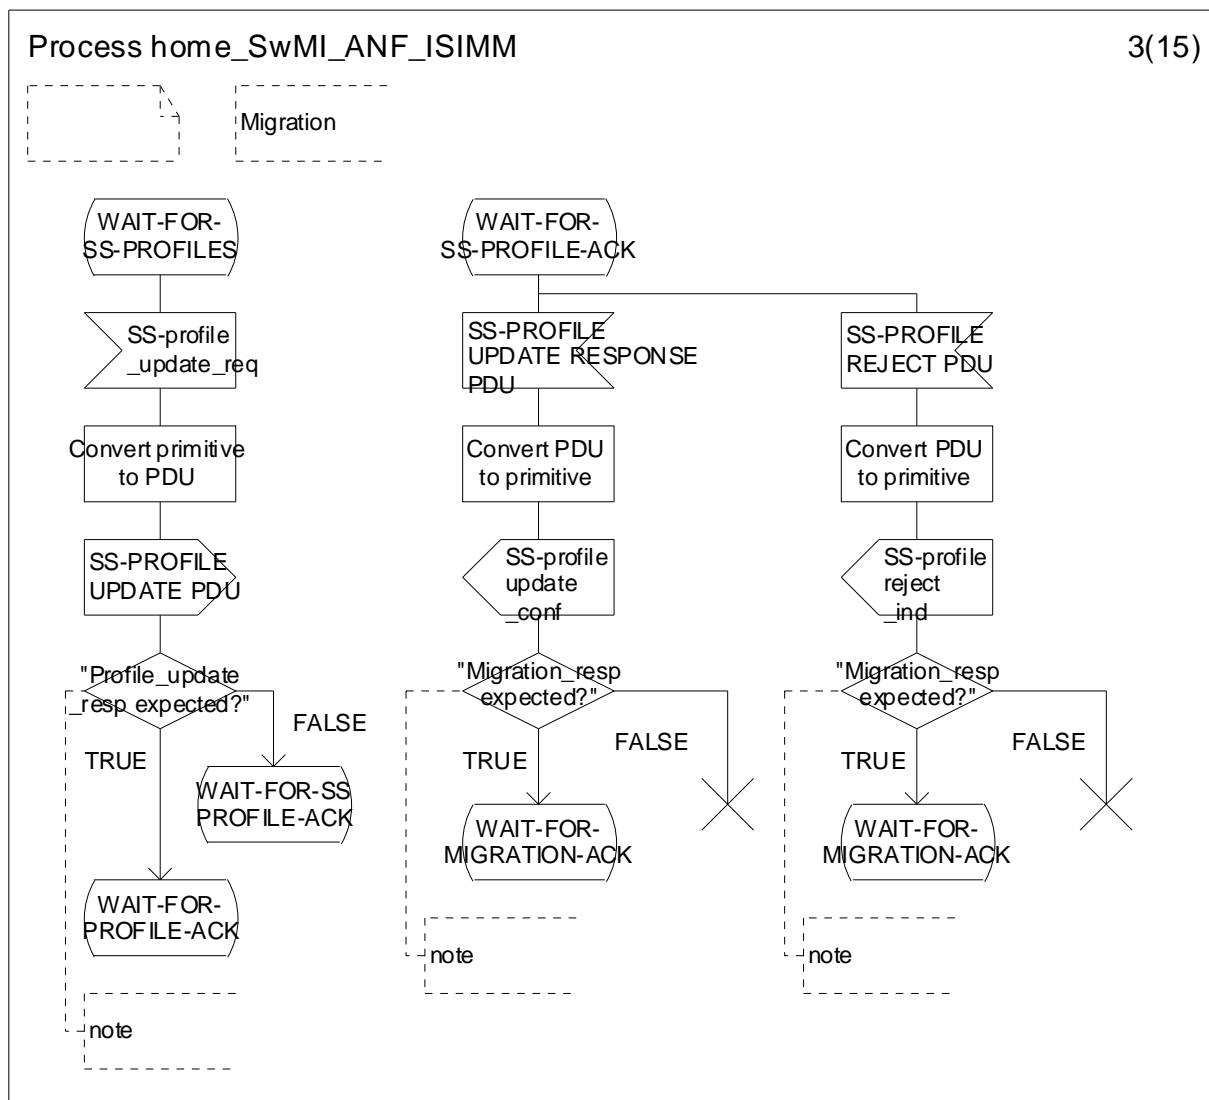 Process home_SwMI_ANF_ISIMM
3(15)
Migration
WAIT-FOR-
SS-PROFILES
SS-profile
_update_req
Convert primitive
to PDU
SS-PROFILE
UPDATE PDU
"Profile_update
_resp expected?"
FALSE
TRUE
WAIT-FOR-SS
PROFILE-ACK
WAIT-FOR-
PROFILE-ACK
note
WAIT-FOR-
SS-PROFILE-ACK
SS-PROFILE
UPDATE RESPONSE
PDU
Convert PDU
to primitive
SS-profile
update
_conf
"Migration_resp
expected?"
FALSE
TRUE
WAIT-FOR-
MIGRATION-ACK
note
SS-PROFILE
REJECT PDU
Convert PDU
to primitive
SS-profile
reject
_ind
"Migration_resp
expected?"
FALSE
TRUE
WAIT-FOR-
MIGRATION-ACK
note